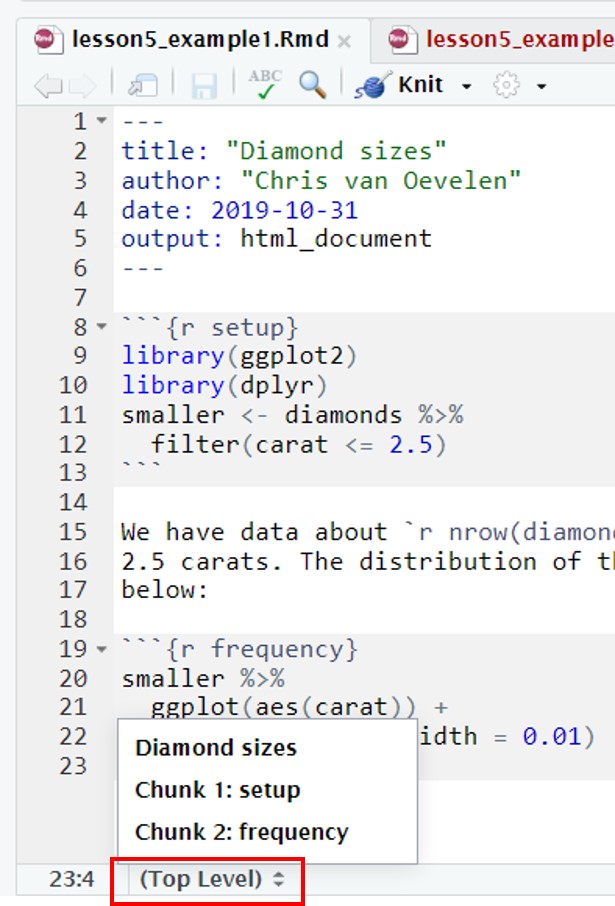 lesson5_example1.Rmd × lesson5_example
ABC Knit
1 ---
2 title: "Diamond sizes"
3 author: "Chris van Oevelen"
4 date: 2019-10-31
5 output: html_document
6 ---
7
8 ```{r setup}
9 library(ggplot2)
10 library(dplyr)
11 smaller <- diamonds %>%
12   filter(carat <= 2.5)
13 ```
14
15 We have data about `r nrow(diamon
16 2.5 carats. The distribution of t
17 below:
18
19 ```{r frequency}
20 smaller %>%
21   ggplot(aes(carat)) +
22 idth = 0.01)
23
Diamond sizes
Chunk 1: setup
Chunk 2: frequency
23:4 (Top Level)